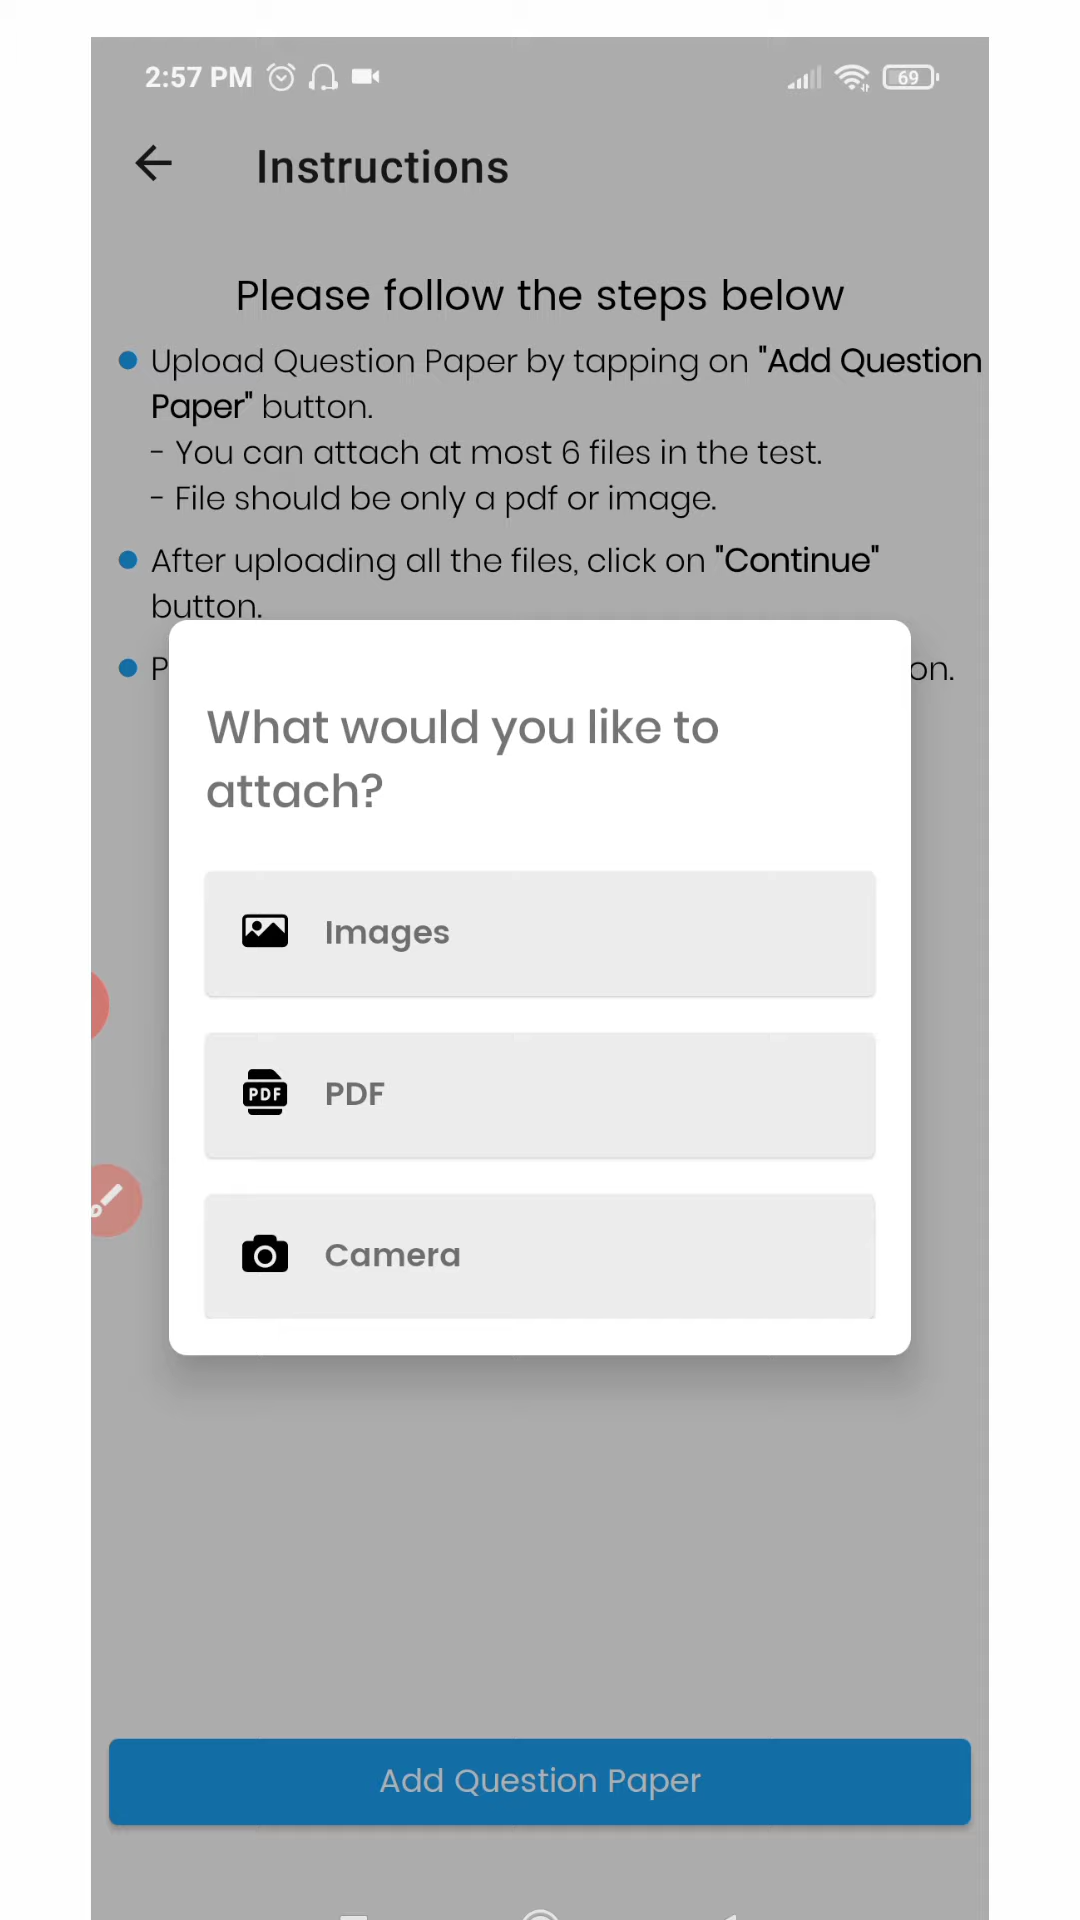 2:57 PM
69
Instructions
Please follow the steps below
Upload Question Paper by tapping on "Add Question
Paper" button.
- You can attach at most 6 files in the test.
- File should be only a pdf or image.
After uploading all the files, click on "Continue"
button.
What would you like to
attach?
Images
PDF
PDF
Camera
Add Question Paper